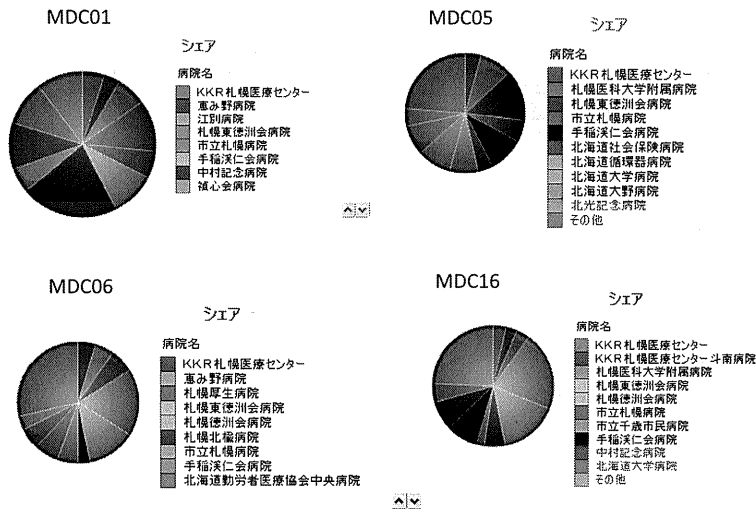 MDC01
シェア
病院名
KKR札幌医療センター
恵み野病院
江別病院
札幌東徳洲会病院
市立札幌病院
手稲渓仁会病院
中村記念病院
禎心会病院
MDC05
シェア
病院名
KKR札幌医療センター
札幌医科大学附属病院
札幌東徳洲会病院
市立札幌病院
手稲渓仁会病院
北海道社会保険病院
北海道循環器病院
北海道大学病院
北海道大野病院
北光記念病院
その他
MDC06
シェア
病院名
KKR札幌医療センター
恵み野病院
札幌厚生病院
札幌東徳洲会病院
札幌徳洲会病院
札幌北楡病院
市立札幌病院
手稲渓仁会病院
北海道勤労者医療協会中央病院
MDC16
シェア
病院名
KKR札幌医療センター
KKR札幌医療センター斗南病院
札幌医科大学附属病院
札幌東徳洲会病院
札幌徳洲会病院
市立札幌病院
市立千歳市民病院
手稲渓仁会病院
中村記念病院
北海道大学病院
その他